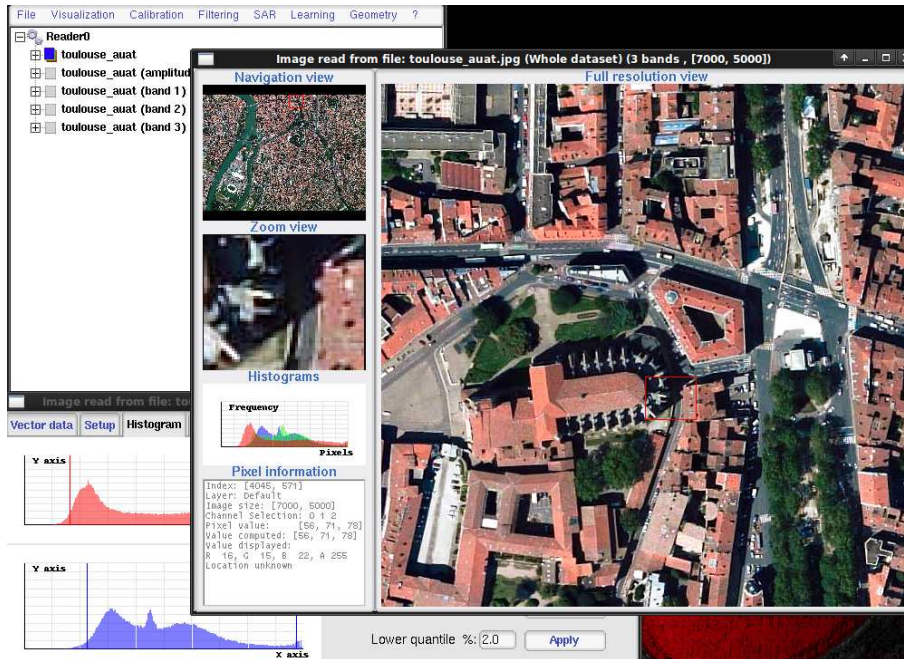 File Visualization Calibration Filtering SAR Learning Geometry ?
Reader0
toulouse_auat
toulouse_auat (amplitud
toulouse_auat (band 1)
toulouse_auat (band 2)
toulouse_auat (band 3)
Image read from file: toulouse_auat.jpg (Whole dataset) (3 bands , [7000, 5000])
Navigation view
Full resolution view
Zoom view
Histograms
Frequency
Pixels
Pixel information
Index: [4045, 571]
Layer: Default
Image size: [7000, 5000]
Channel Selection: 0 1 2
Pixel value: [56, 71, 78]
Value computed: [56, 71, 78]
Value displayed:
R 16, G 15, B 22, A 255
Location unknown
Image read from file: to
Vector data Setup Histogram
Y axis
Y axis
X axis
Lower quantile %: 2.0 Apply